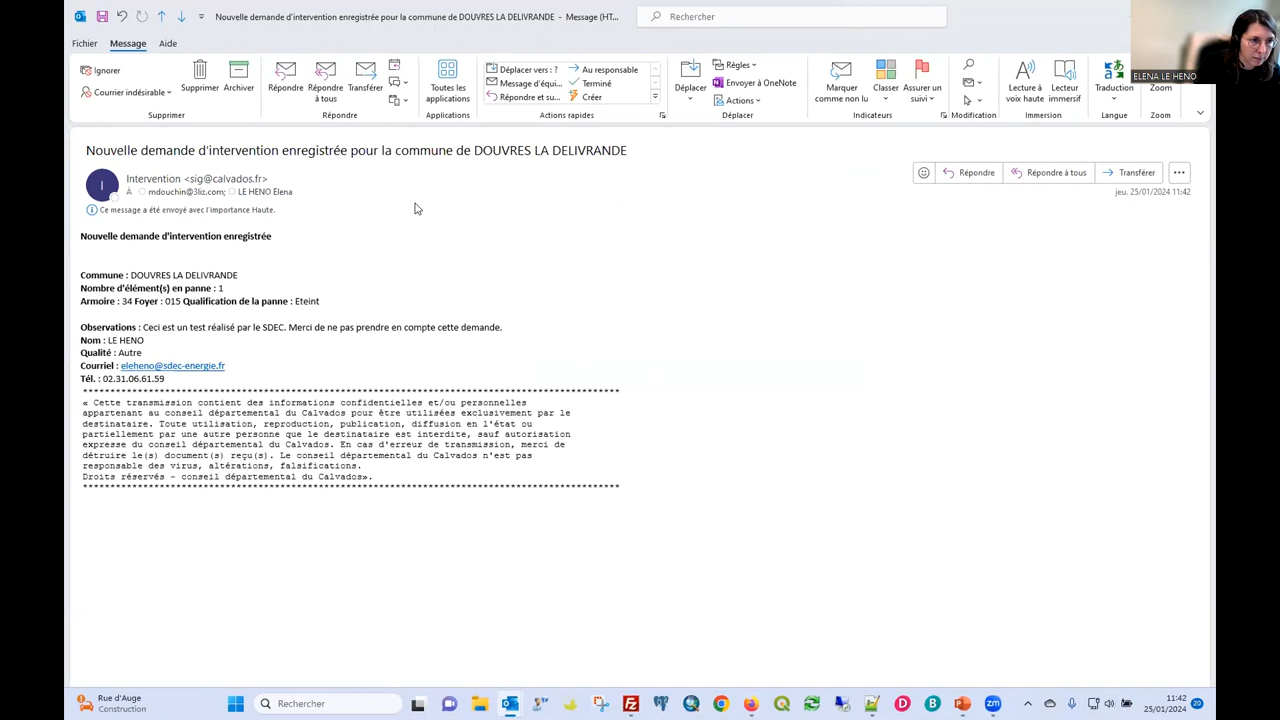 Nouvelle demande d'intervention enregistrée pour la commune de DOUVRES LA DELIVRANDE - Message (HT...
Rechercher
ELENA LE HENO
Fichier
Message
Aide
Ignorer
Courrier indésirable
Supprimer
Archiver
Répondre
Répondre à tous
Transférer
Toutes les applications
Déplacer vers : ?
Message d'équi...
Répondre et su...
Au responsable
Terminé
Créer
Déplacer
Règles
Envoyer à OneNote
Actions
Marquer comme non lu
Classer
Assurer un suivi
Lecture à voix haute
Lecteur immersif
Traduction
Zoom
Supprimer
Répondre
Applications
Actions rapides
Déplacer
Indicateurs
Modification
Immersion
Langue
Zoom
Nouvelle demande d'intervention enregistrée pour la commune de DOUVRES LA DELIVRANDE
I
Intervention <sig@calvados.fr>
À mdouchin@3liz.com; LE HENO Elena
Répondre
Répondre à tous
Transférer
jeu. 25/01/2024 11:42
Ce message a été envoyé avec l'importance Haute.
Nouvelle demande d'intervention enregistrée
Commune : DOUVRES LA DELIVRANDE
Nombre d'élément(s) en panne : 1
Armoire : 34 Foyer : 015 Qualification de la panne : Eteint
Observations : Ceci est un test réalisé par le SDEC. Merci de ne pas prendre en compte cette demande.
Nom : LE HENO
Qualité : Autre
Courriel : eleheno@sdec-energie.fr
Tél. : 02.31.06.61.59
« Cette transmission contient des informations confidentielles et/ou personnelles
appartenant au conseil départemental du Calvados pour être utilisées exclusivement par le
destinataire. Toute utilisation, reproduction, publication, diffusion en l'état ou
partiellement par une autre personne que le destinataire est interdite, sauf autorisation
expresse du conseil départemental du Calvados. En cas d'erreur de transmission, merci de
détruire le(s) document(s) reçu(s). Le conseil départemental du Calvados n'est pas
responsable des virus, altérations, falsifications.
Droits réservés - conseil départemental du Calvados».
Rue d'Auge
Construction
Rechercher
11:42
25/01/2024
20